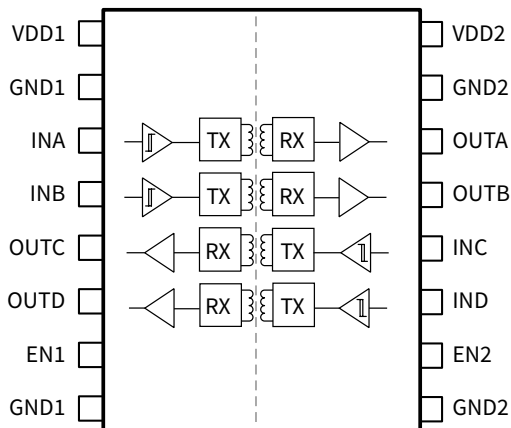 VDD1 VDD2
GND1 GND2
INA TX RX OUTA
INB TX RX OUTB
OUTC RX TX INC
OUTD RX TX IND
EN1 EN2
GND1 GND2